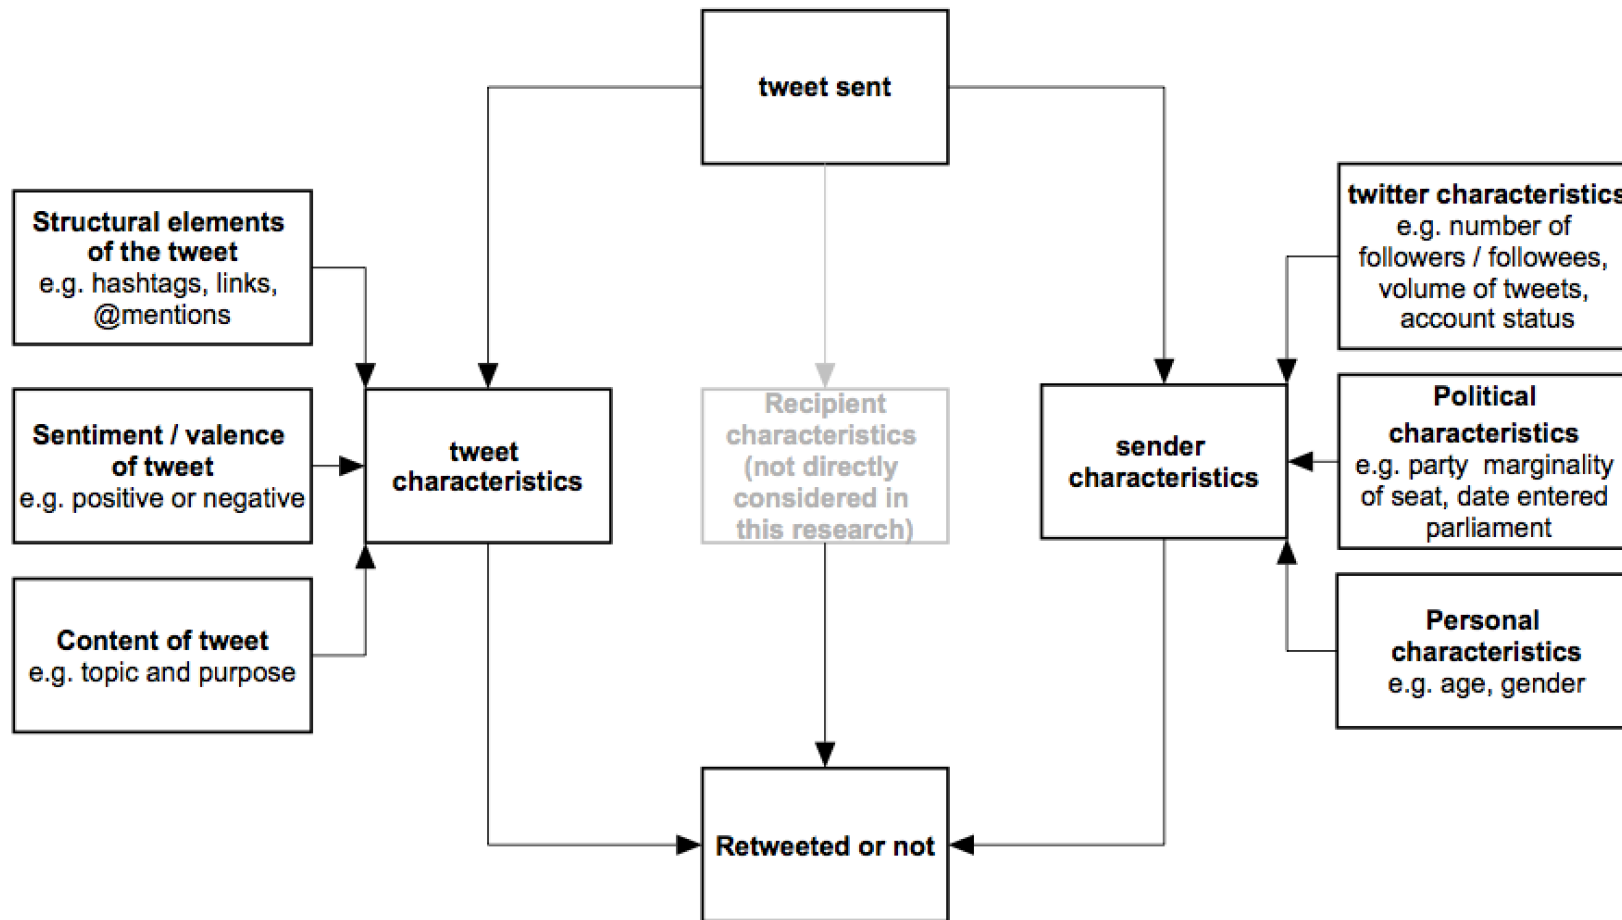 tweet sent
Structural elements
of the tweet
e.g. hashtags, links,
@mentions
Sentiment / valence
of tweet
e.g. positive or negative
Content of tweet
e.g. topic and purpose
tweet
characteristics
Recipient
characteristics
(not directly
considered in
this research)
sender
characteristics
twitter characteristics
e.g. number of
followers / followees,
volume of tweets,
account status
Political
characteristics
e.g. party, marginality
of seat, date entered
parliament
Personal
characteristics
e.g. age, gender
Retweeted or not